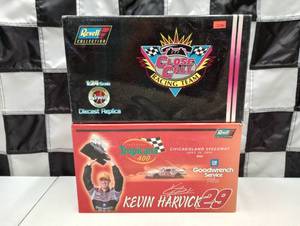 Revell
COLLECTION
CLOSE
CALL
RACING TEAM
1:24 Scale
Diecast Replica
Tropicana
400
Revell
CHICAGOLAND SPEEDWAY
GM
Goodwrench
Service
KEVIN HARVICK 29